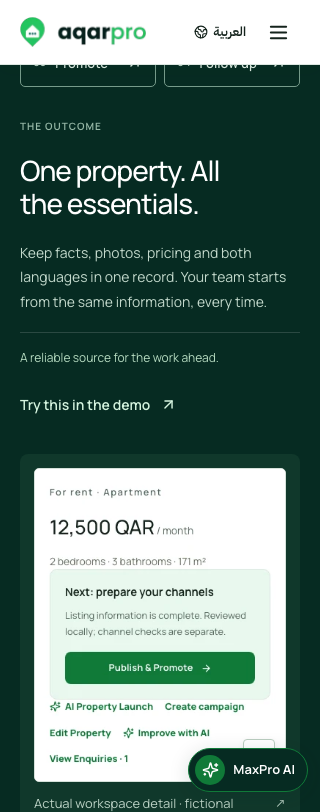 aqarpro
العربية
Promote
Follow up
THE OUTCOME
One property. All
the essentials.
Keep facts, photos, pricing and both
languages in one record. Your team starts
from the same information, every time.
A reliable source for the work ahead.
Try this in the demo
For rent · Apartment
12,500 QAR / month
2 bedrooms · 3 bathrooms · 171 m²
Next: prepare your channels
Listing information is complete. Reviewed
locally; channel checks are separate.
Publish & Promote →
AI Property Launch Create campaign
Edit Property Improve with AI
View Enquiries · 1
MaxPro AI
Actual workspace detail · fictional ↗